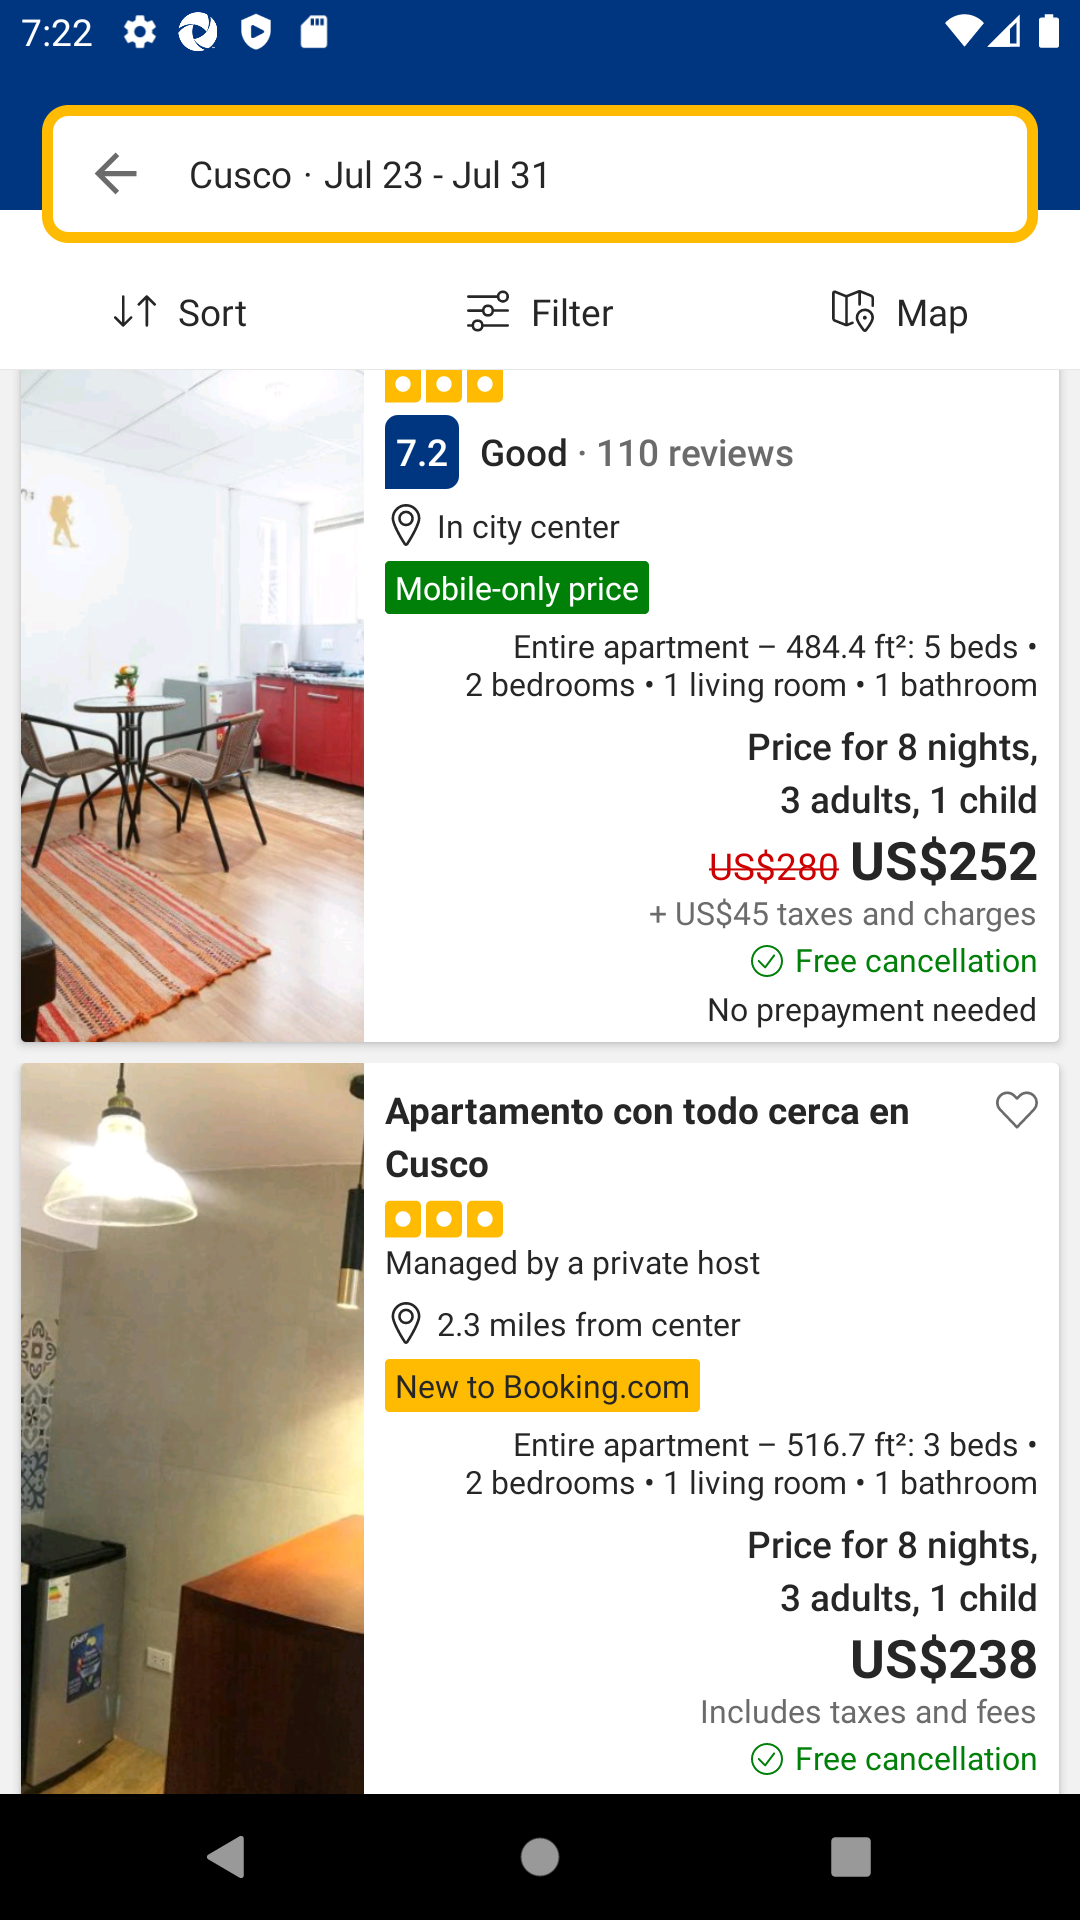 7:22
Cusco · Jul 23 - Jul 31
Sort
Filter
Map
7.2 Good · 110 reviews
In city center
Mobile-only price
Entire apartment – 484.4 ft²: 5 beds •
2 bedrooms • 1 living room • 1 bathroom
Price for 8 nights,
3 adults, 1 child
US$280 US$252
+ US$45 taxes and charges
Free cancellation
No prepayment needed
Apartamento con todo cerca en
Cusco
Managed by a private host
2.3 miles from center
New to Booking.com
Entire apartment – 516.7 ft²: 3 beds •
2 bedrooms • 1 living room • 1 bathroom
Price for 8 nights,
3 adults, 1 child
US$238
Includes taxes and fees
Free cancellation